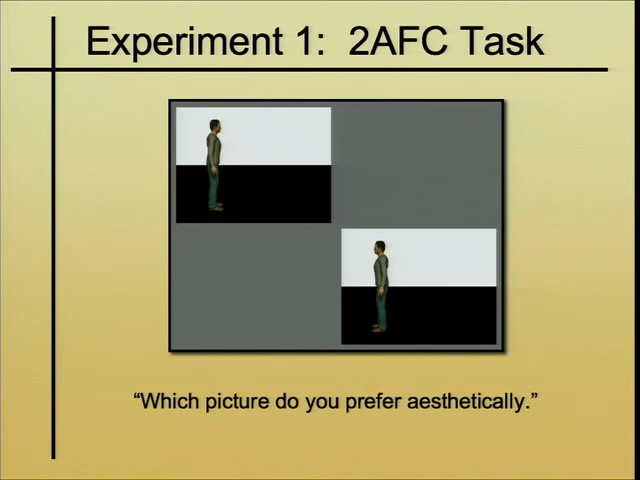 Experiment 1:  2AFC Task
“Which picture do you prefer aesthetically.”